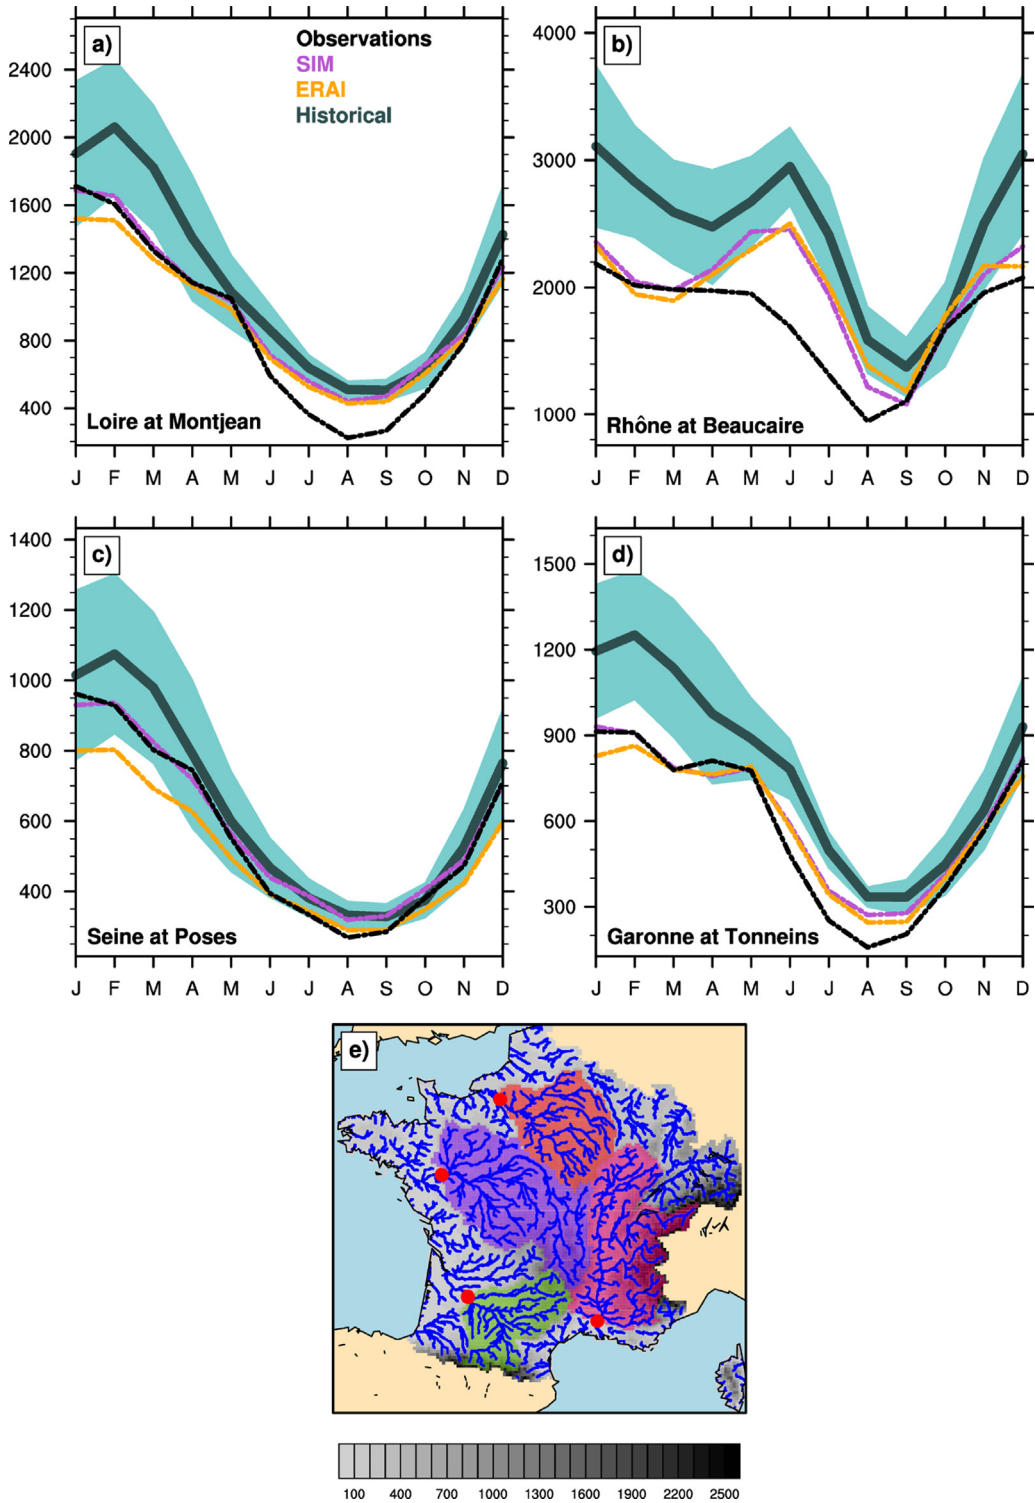 a)
Observations
SIM
ERAI
Historical
2400
2000
1600
1200
800
400
Loire at Montjean
J F M A M J J A S O N D
b)
4000
3000
2000
1000
Rhône at Beaucaire
J F M A M J J A S O N D
c)
1400
1200
1000
800
600
400
Seine at Poses
J F M A M J J A S O N D
d)
1500
1200
900
600
300
Garonne at Tonneins
J F M A M J J A S O N D
e)
100 400 700 1000 1300 1600 1900 2200 2500